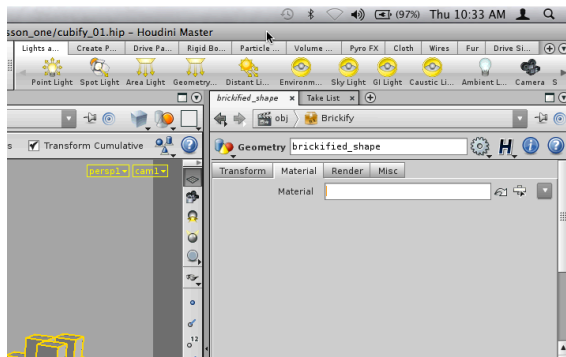 (97%) Thu 10:33 AM
sson_one/cubify_01.hip - Houdini Master
Lights a... Create P... Drive Pa... Rigid Bo... Particle ... Volume ... Pyro FX Cloth Wires Fur Drive Si...
Point Light Spot Light Area Light Geometry... Distant Li... Environm... Sky Light GI Light Caustic Li... Ambient L... Camera S
brickified_shape × Take List ×
obj Brickify
s Transform Cumulative
Geometry brickified_shape
persp1 cam1
Transform Material Render Misc
Material
12